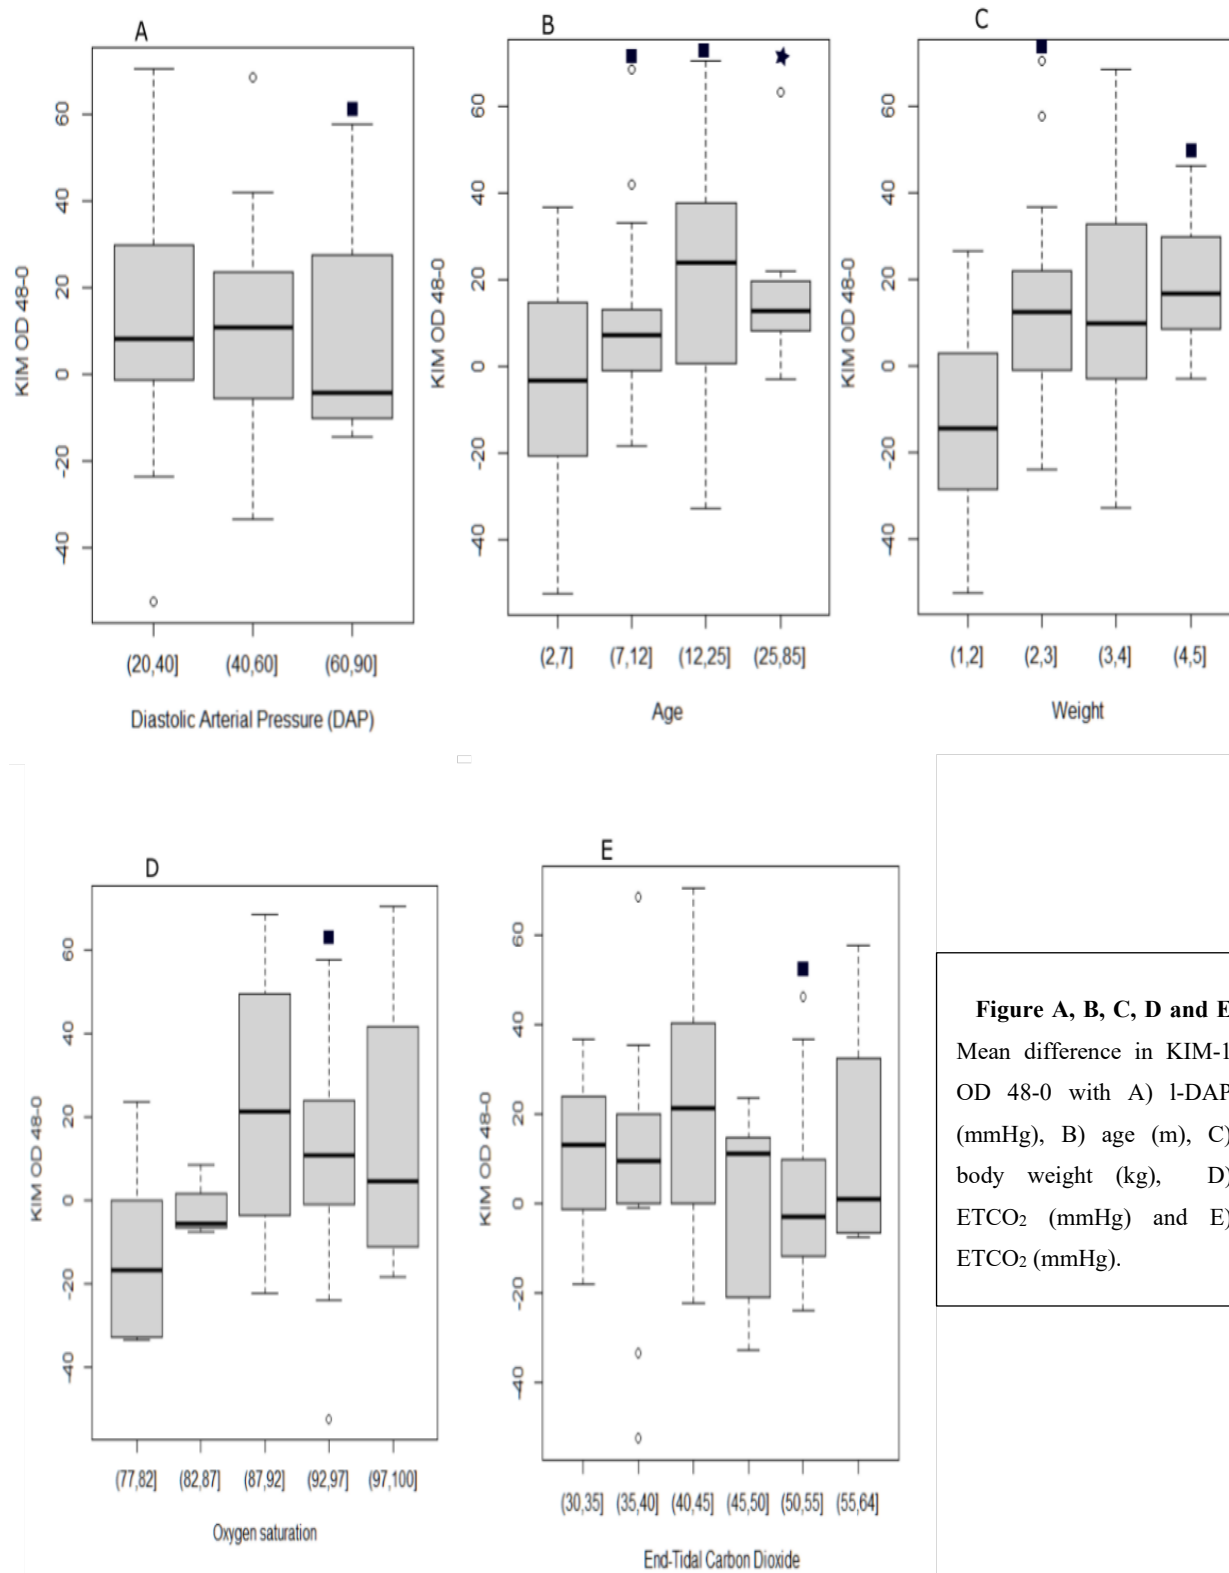 A
KIM OD 48-0
60
40
20
0
-20
-40
(20,40]
(40,60]
(60,90]
Diastolic Arterial Pressure (DAP)
B
KIM OD 48-0
60
40
20
0
-20
-40
(2,7]
(7,12]
(12,25]
(25,85]
Age
C
KIM OD 48-0
60
40
20
0
-20
-40
(1,2]
(2,3]
(3,4]
(4,5]
Weight
D
KIM OD 48-0
60
40
20
0
-20
-40
(77,82]
(82,87]
(87,92]
(92,97]
(97,100]
Oxygen saturation
E
KIM OD 48-0
60
40
20
0
-20
-40
(30,35]
(35,40]
(40,45]
(45,50]
(50,55]
(55,64]
End-Tidal Carbon Dioxide
Figure A, B, C, D and E
Mean difference in KIM-1
OD 48-0 with A) l-DAP
(mmHg), B) age (m), C)
body weight (kg), D)
ETCO₂ (mmHg) and E)
ETCO₂ (mmHg).